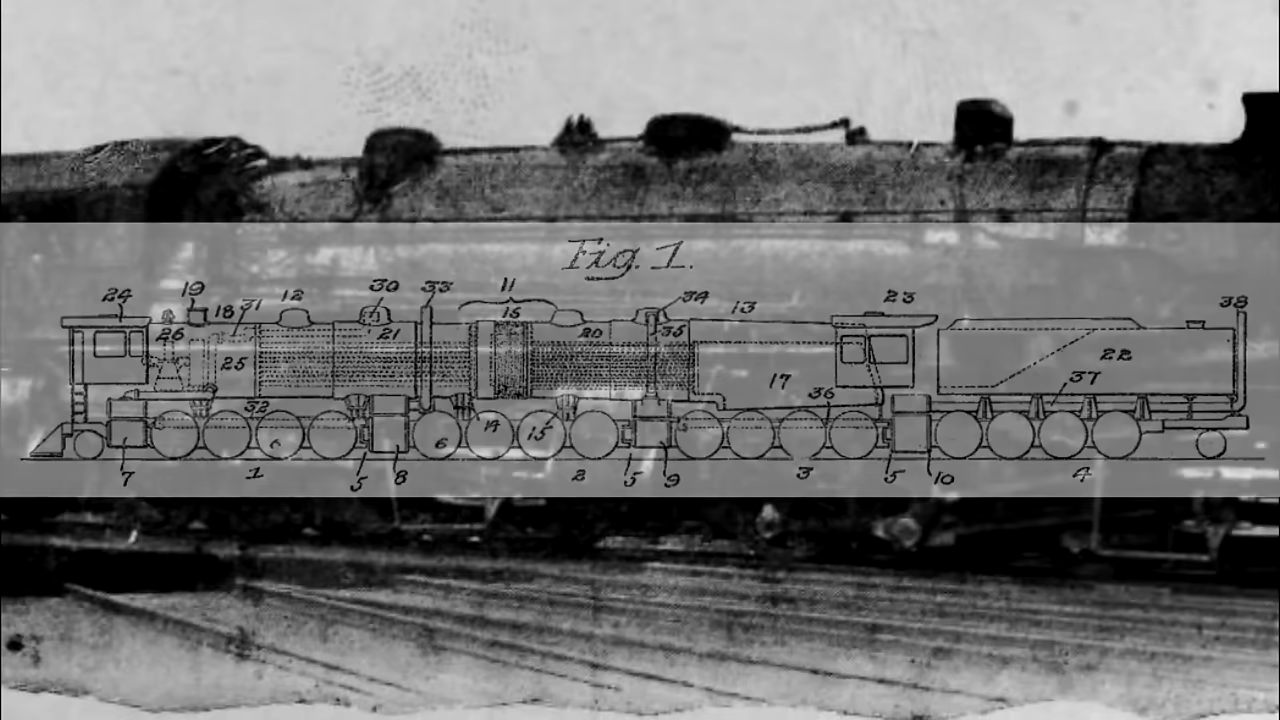 Fig. 1.
24 19 18 31 12 30 33 11 34 13 23 38
26 25 21 15 20 35 17 22
32 36 37
6 6 14 15
7 1 5 8 2 5 9 3 5 10 4